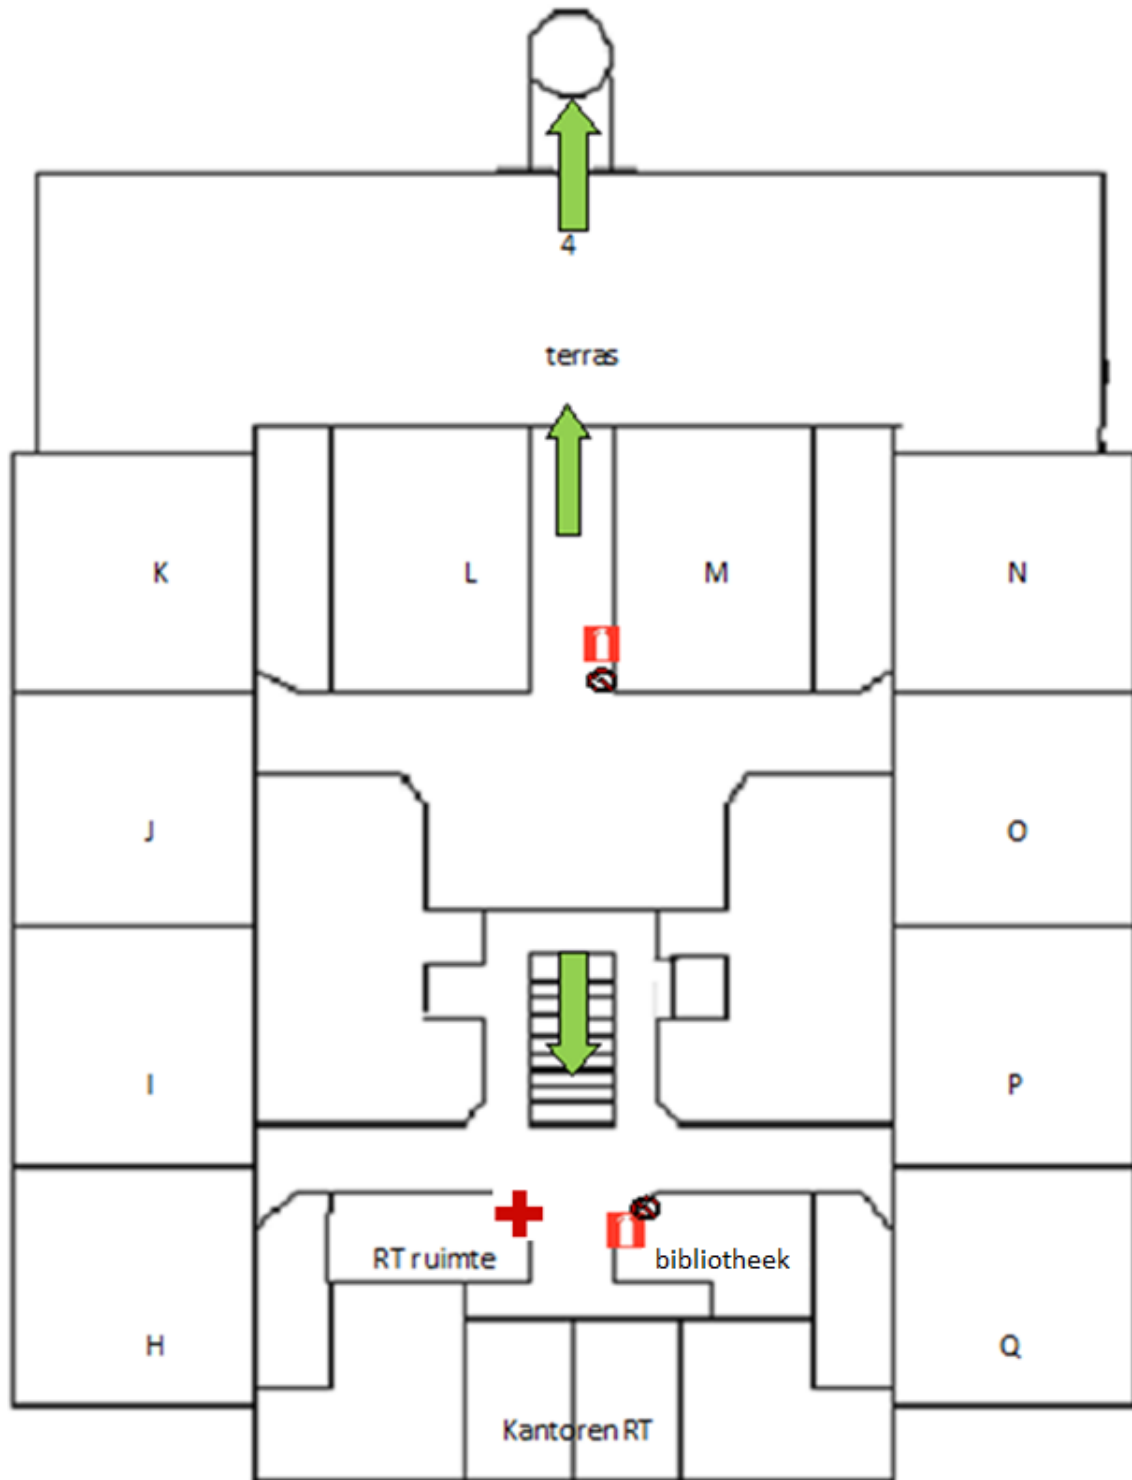 4
terras
K
L
M
N
J
O
I
P
RT ruimte
bibliotheek
H
Q
Kantoren RT